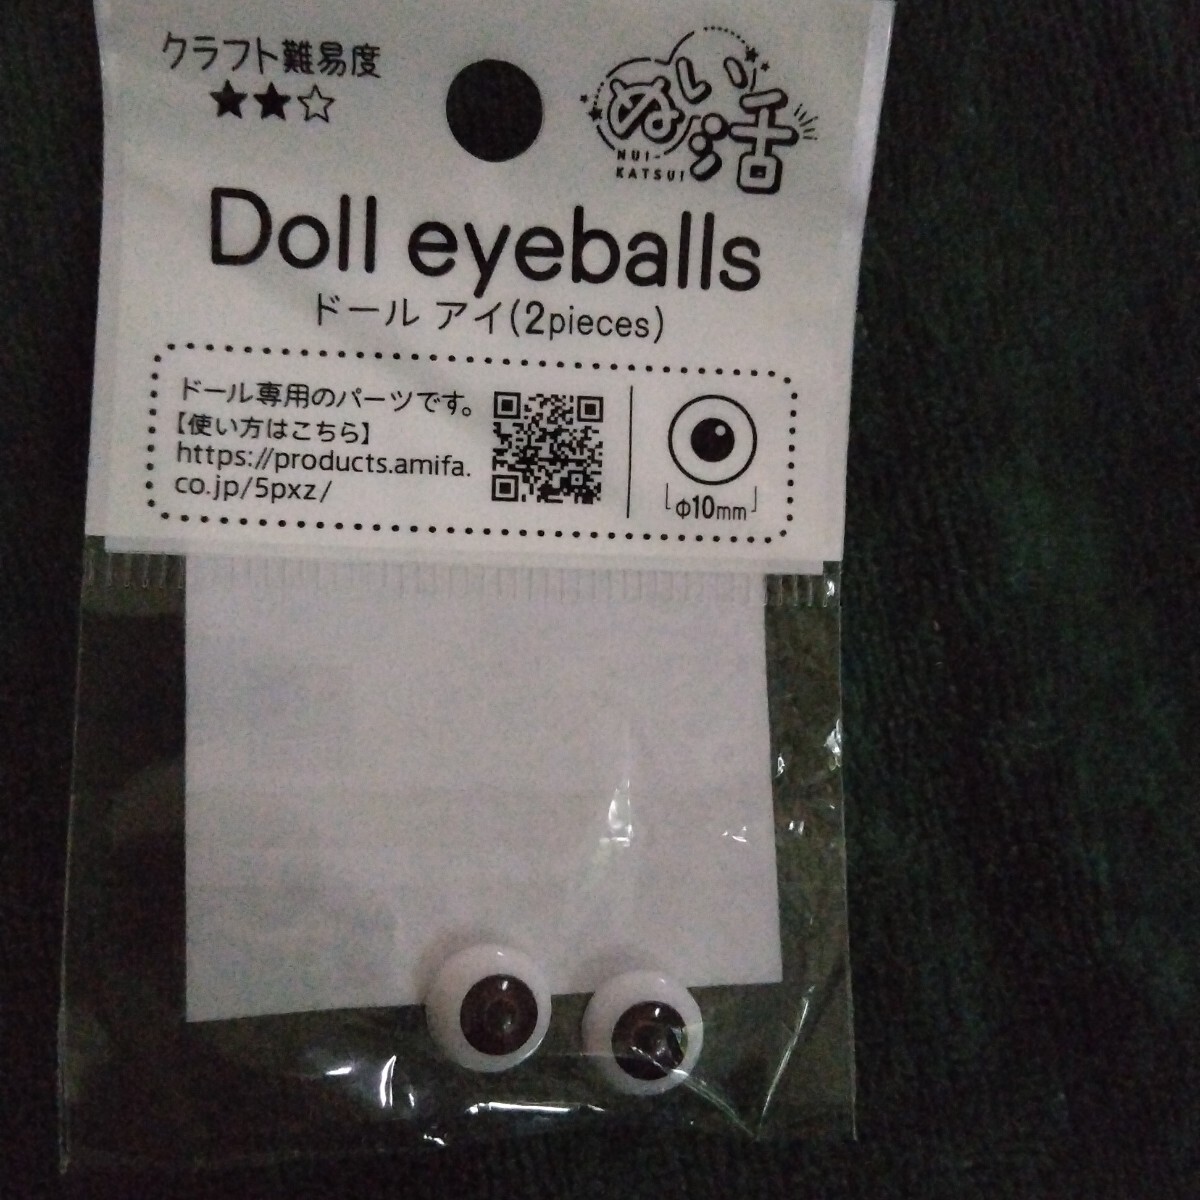 クラフト難易度
★★☆
ぬい活
NUI-
KATSUI
Doll eyeballs
ドール アイ(2pieces)
ドール専用のパーツです。
【使い方はこちら】
https://products.amifa.
co.jp/5pxz/
Φ10mm